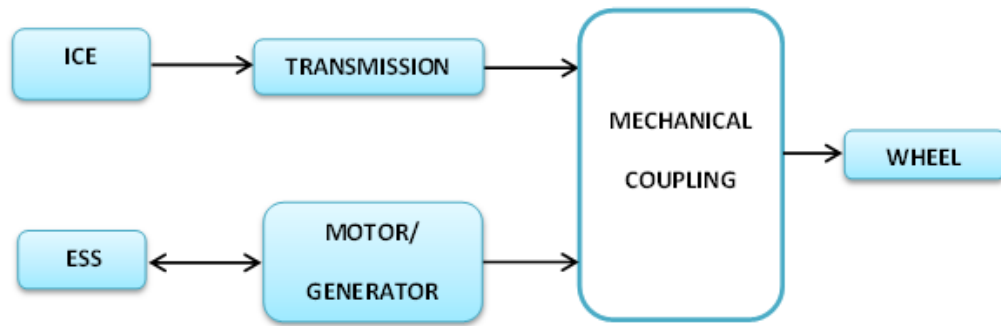 ICE
TRANSMISSION
MECHANICAL
COUPLING
WHEEL
ESS
MOTOR/
GENERATOR